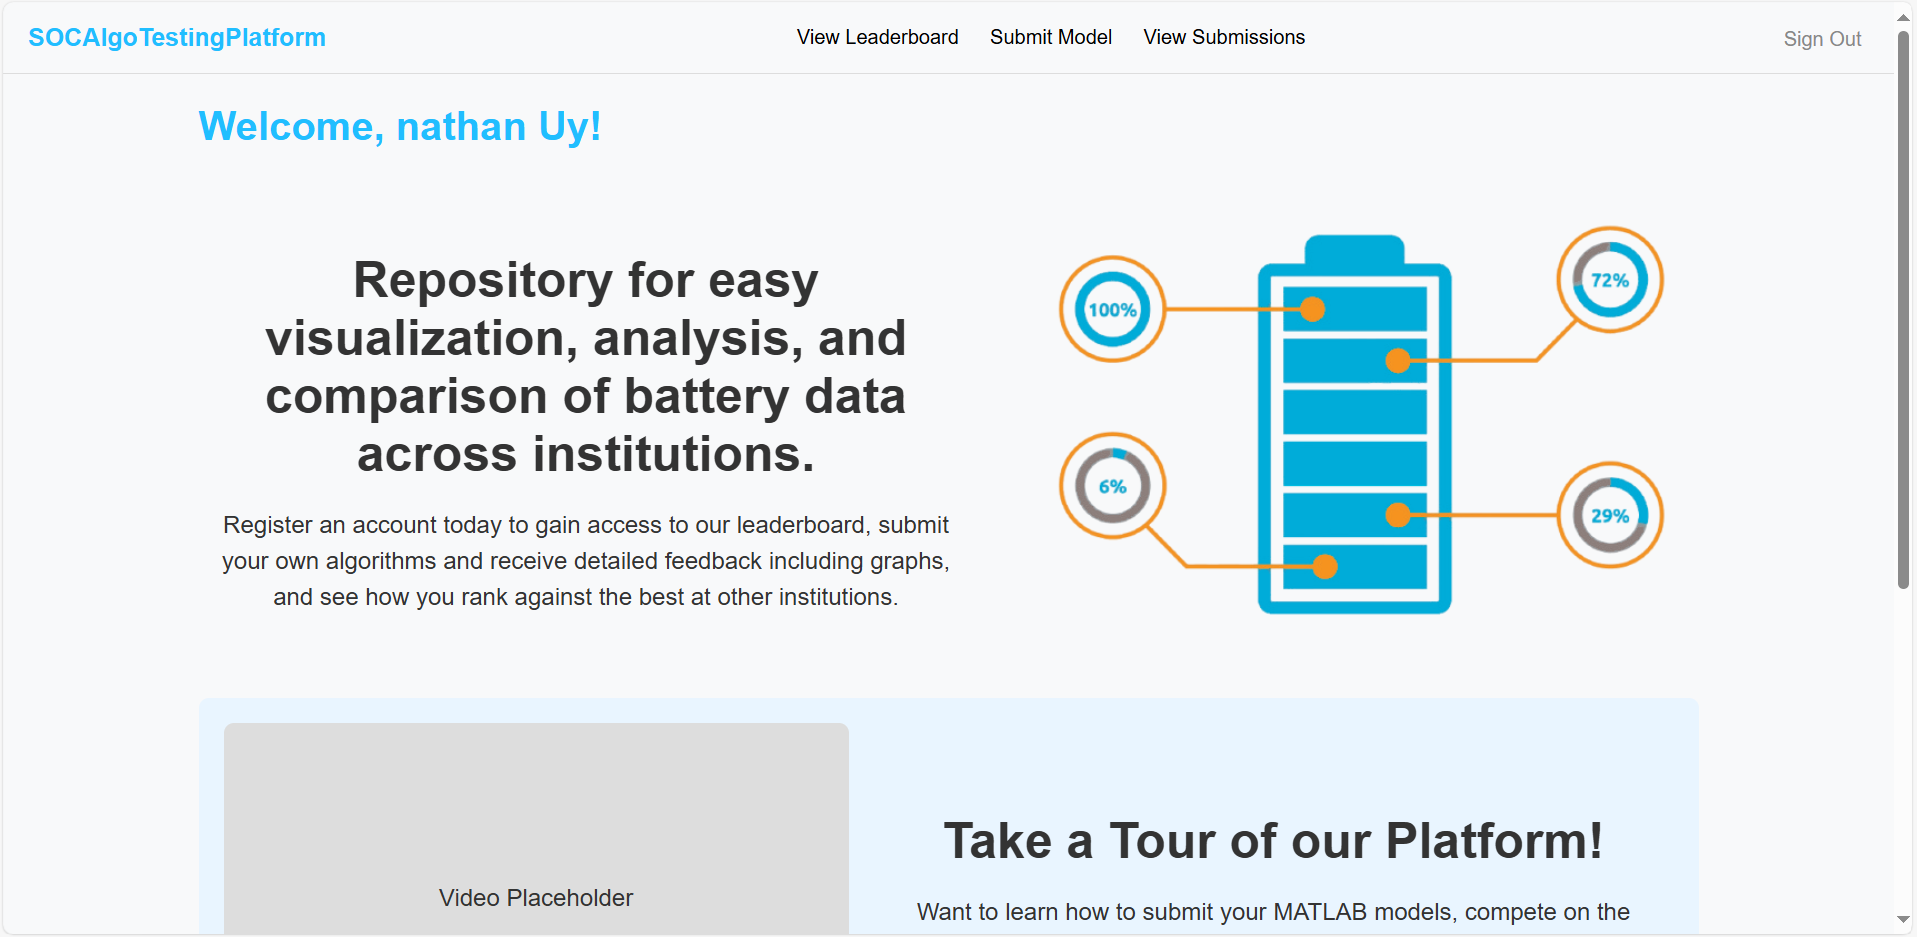 SOCAlgoTestingPlatform
View Leaderboard
Submit Model
View Submissions
Sign Out
Welcome, nathan Uy!
Repository for easy
visualization, analysis, and
comparison of battery data
across institutions.
Register an account today to gain access to our leaderboard, submit
your own algorithms and receive detailed feedback including graphs,
and see how you rank against the best at other institutions.
100%
72%
6%
29%
Video Placeholder
Take a Tour of our Platform!
Want to learn how to submit your MATLAB models, compete on the